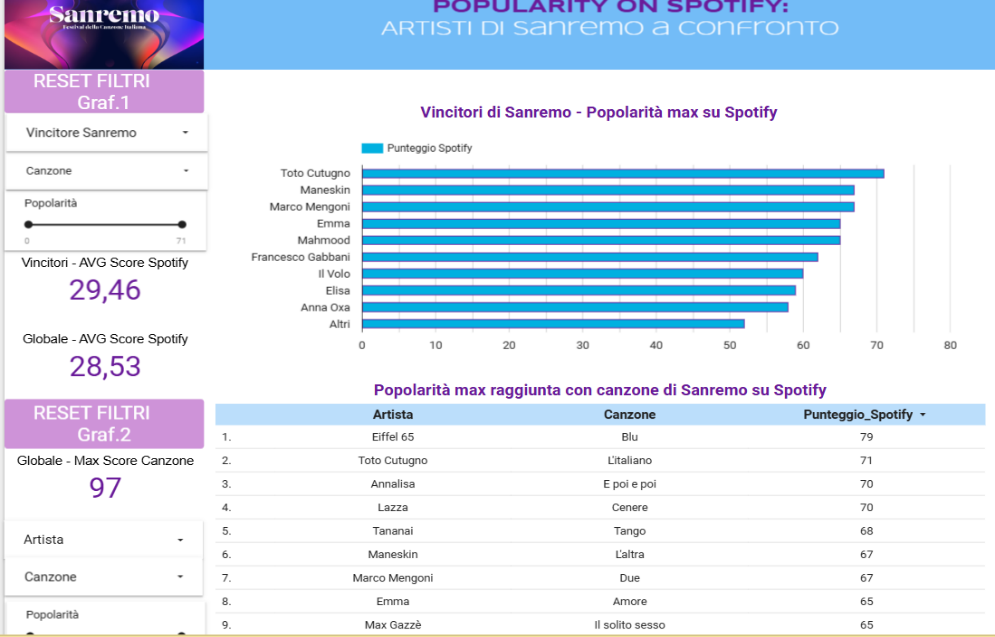 Sanremo
Festival della Canzone Italiana
POPULARITY ON SPOTIFY:
ARTISTI DI sanremo a confronto
RESET FILTRI
Graf.1
Vincitore Sanremo
Canzone
Popolarità
0 71
Vincitori - AVG Score Spotify
29,46
Globale - AVG Score Spotify
28,53
RESET FILTRI
Graf.2
Globale - Max Score Canzone
97
Artista
Canzone
Popolarità
Vincitori di Sanremo - Popolarità max su Spotify
Punteggio Spotify
Toto Cutugno
Maneskin
Marco Mengoni
Emma
Mahmood
Francesco Gabbani
Il Volo
Elisa
Anna Oxa
Altri
0 10 20 30 40 50 60 70 80
Popolarità max raggiunta con canzone di Sanremo su Spotify
Artista Canzone Punteggio_Spotify
1. Eiffel 65 Blu 79
2. Toto Cutugno L'italiano 71
3. Annalisa E poi e poi 70
4. Lazza Cenere 70
5. Tananai Tango 68
6. Maneskin L'altra 67
7. Marco Mengoni Due 67
8. Emma Amore 65
9. Max Gazzè Il solito sesso 65